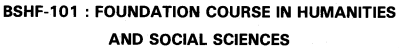 BSHF-101 : FOUNDATION COURSE IN HUMANITIES
AND SOCIAL SCIENCES